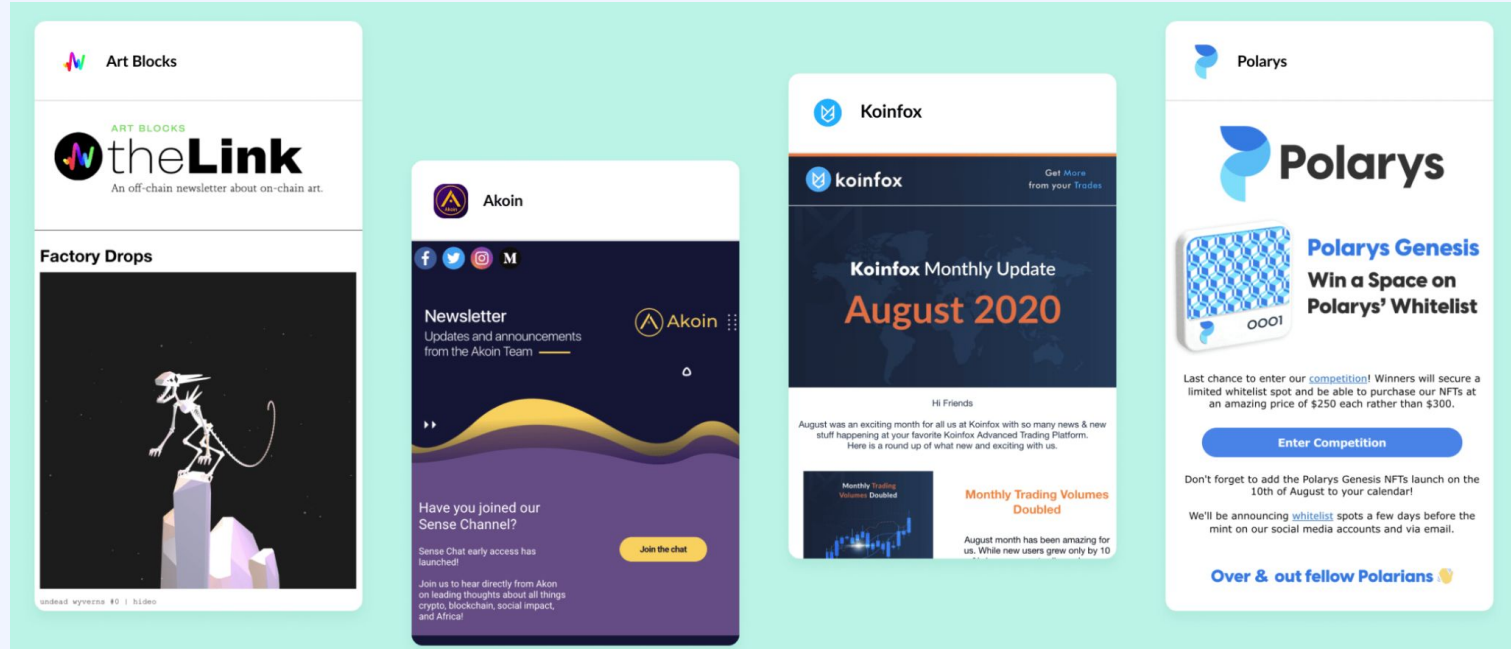 Art Blocks
ART BLOCKS
theLink
An off-chain newsletter about on-chain art.
Factory Drops
undead wyverns #0 | hideo
Akoin
Akoin
Newsletter
Updates and announcements
from the Akoin Team
Akoin
Have you joined our
Sense Channel?
Sense Chat early access has
launched!
Join the chat
Join us to hear directly from Akon
on leading thoughts about all things
crypto, blockchain, social impact,
and Africa!
Koinfox
koinfox
Get More
from your Trades
Koinfox Monthly Update
August 2020
Hi Friends
August was an exciting month for all us at Koinfox with so many news & new
stuff happening at your favorite Koinfox Advanced Trading Platform.
Here is a round up of what new and exciting with us.
Monthly Trading
Volumes Doubled
Monthly Trading Volumes
Doubled
August month has been amazing for
us. While new users grew only by 10
Polarys
Polarys
0001
Polarys Genesis
Win a Space on
Polarys' Whitelist
Last chance to enter our competition! Winners will secure a
limited whitelist spot and be able to purchase our NFTs at
an amazing price of $250 each rather than $300.
Enter Competition
Don't forget to add the Polarys Genesis NFTs launch on the
10th of August to your calendar!
We'll be announcing whitelist spots a few days before the
mint on our social media accounts and via email.
Over & out fellow Polarians 👋